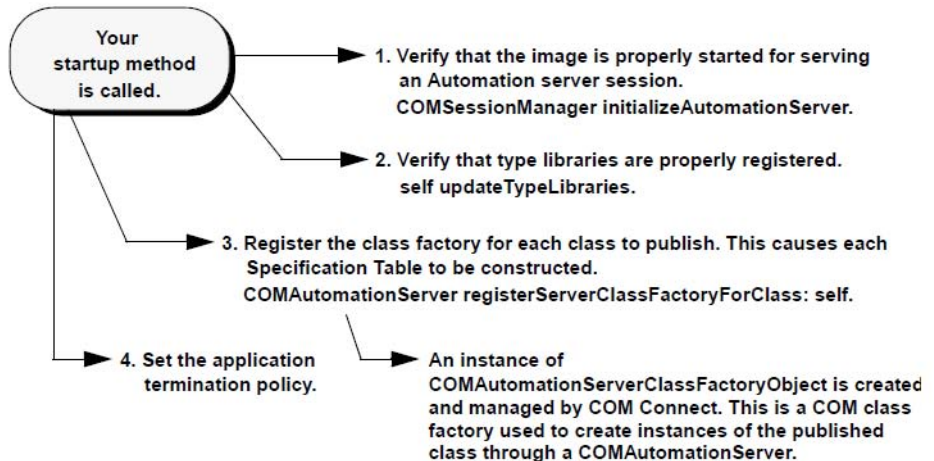 Your
startup method
is called.
1. Verify that the image is properly started for serving
an Automation server session.
COMSessionManager initializeAutomationServer.
2. Verify that type libraries are properly registered.
self updateTypeLibraries.
3. Register the class factory for each class to publish. This causes each
Specification Table to be constructed.
COMAutomationServer registerServerClassFactoryForClass: self.
4. Set the application
termination policy.
An instance of
COMAutomationServerClassFactoryObject is created
and managed by COM Connect. This is a COM class
factory used to create instances of the published
class through a COMAutomationServer.